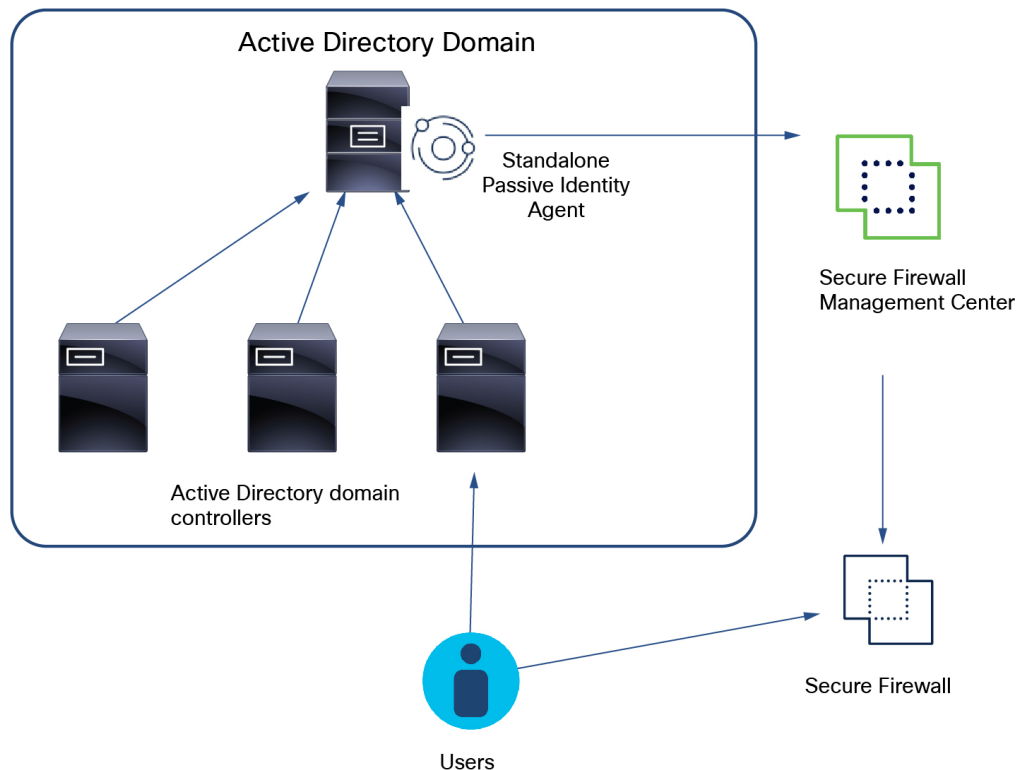 Active Directory Domain
Standalone
Passive Identity
Agent
Secure Firewall
Management Center
Active Directory domain
controllers
Secure Firewall
Users